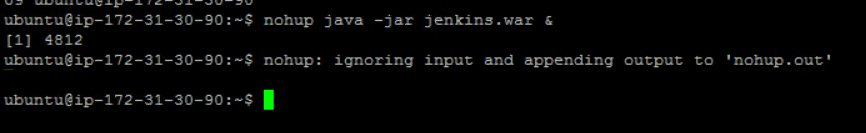 ubuntu@ip-172-31-30-90:~$ nohup java -jar jenkins.war &
[1] 4812
ubuntu@ip-172-31-30-90:~$ nohup: ignoring input and appending output to 'nohup.out'
ubuntu@ip-172-31-30-90:~$